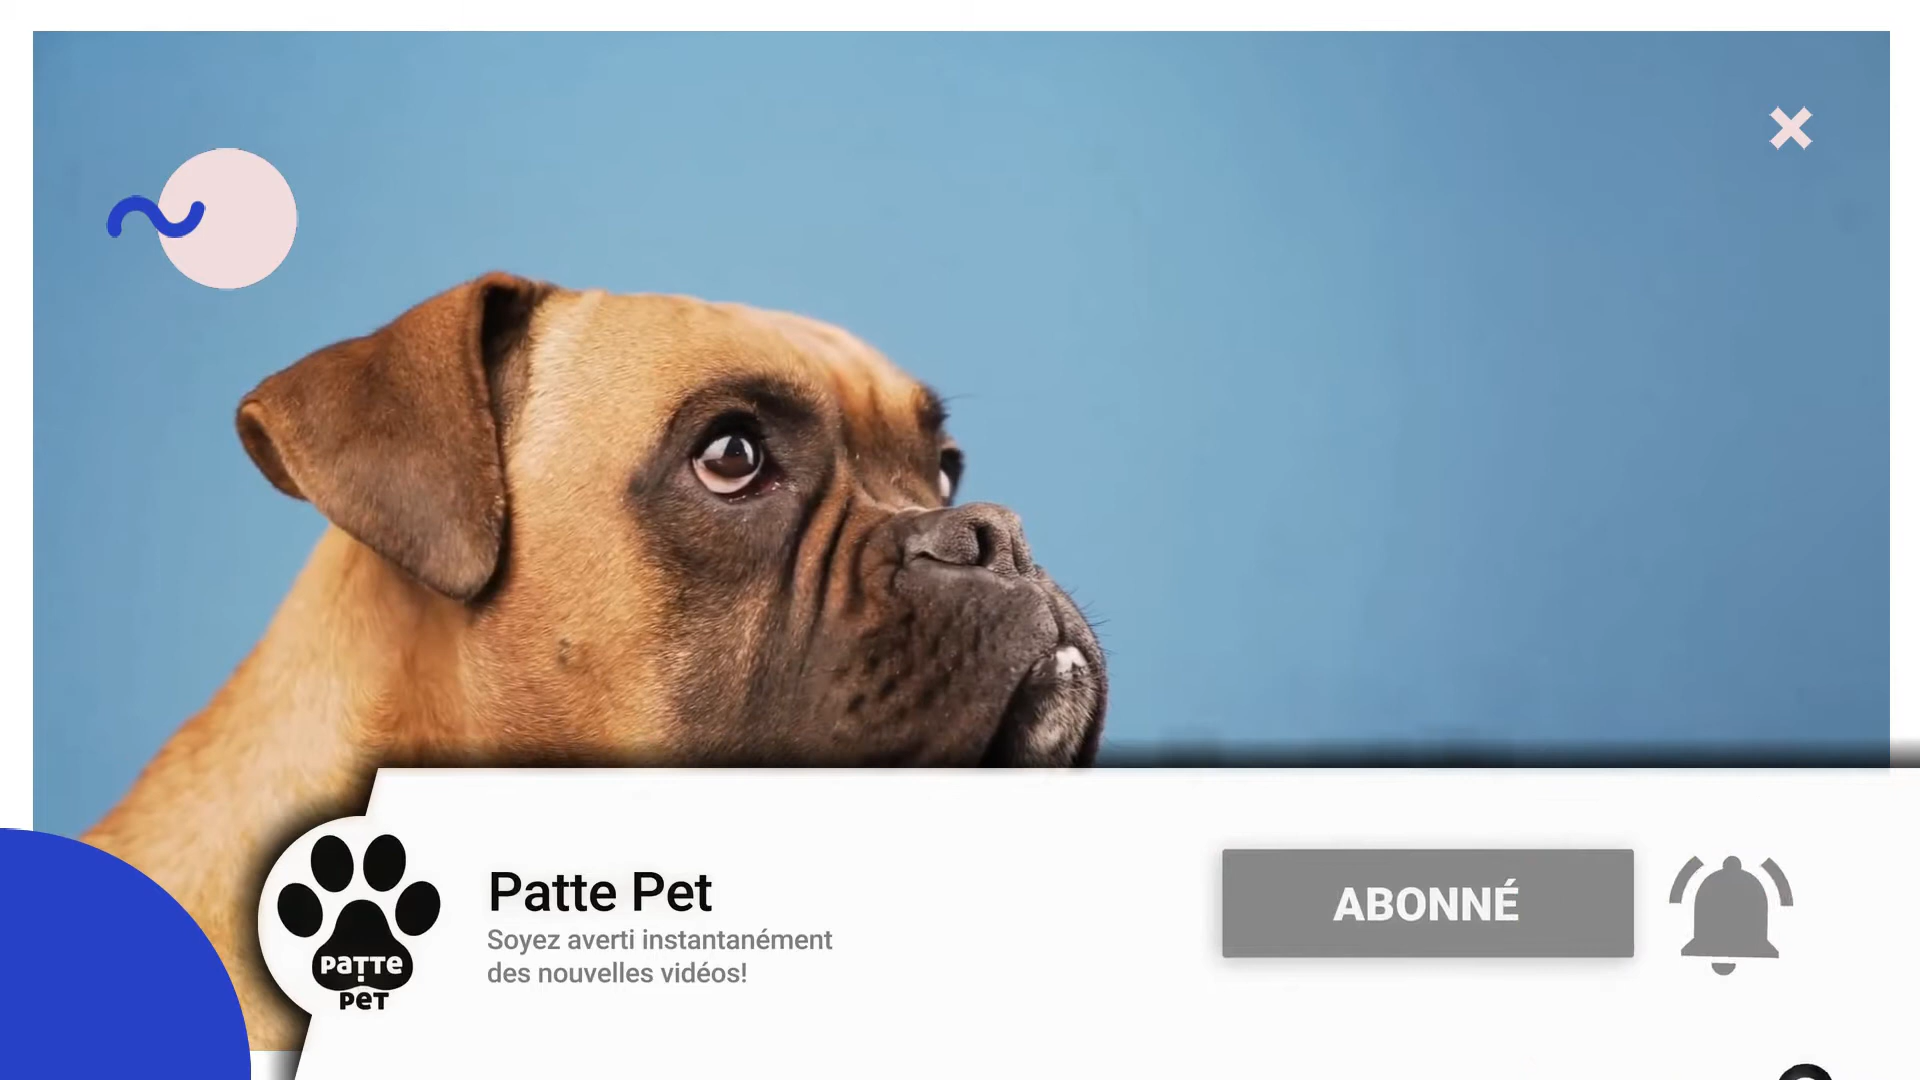 Patte Pet
Soyez averti instantanément
des nouvelles vidéos!
ABONNÉ
PaTTe
PeT